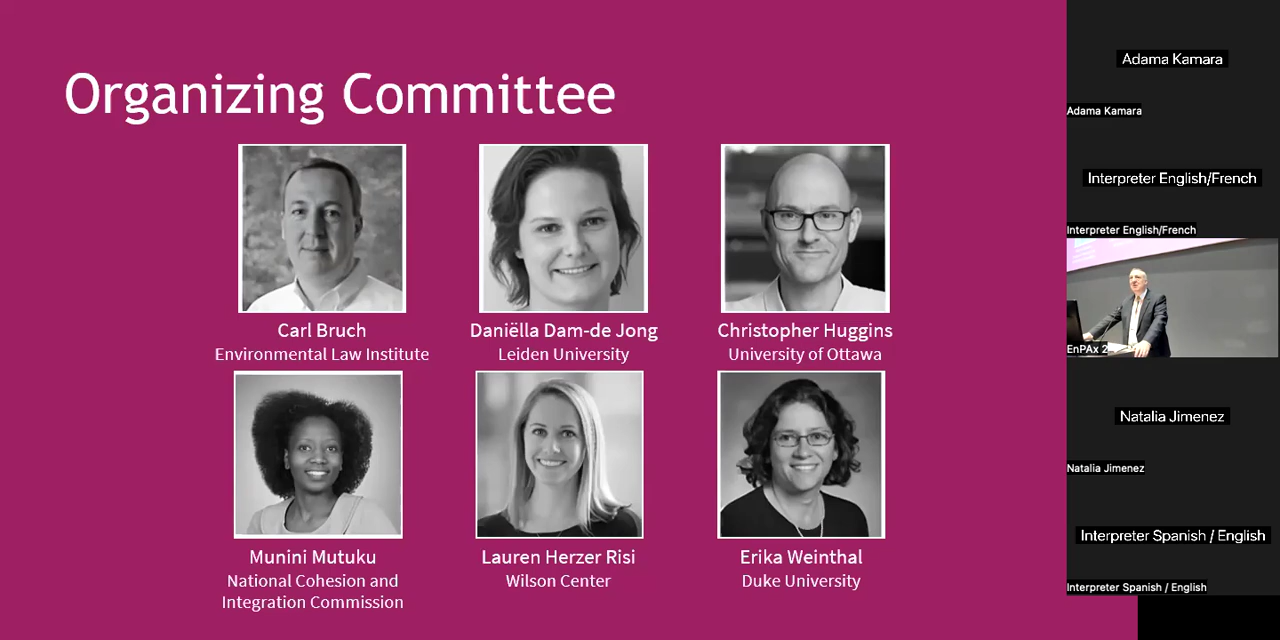 Organizing Committee
Carl Bruch
Environmental Law Institute
Daniëlla Dam-de Jong
Leiden University
Christopher Huggins
University of Ottawa
Munini Mutuku
National Cohesion and
Integration Commission
Lauren Herzer Risi
Wilson Center
Erika Weinthal
Duke University
Adama Kamara
Adama Kamara
Interpreter English/French
Interpreter English/French
EnPAx 2
Natalia Jimenez
Natalia Jimenez
Interpreter Spanish / English
Interpreter Spanish / English